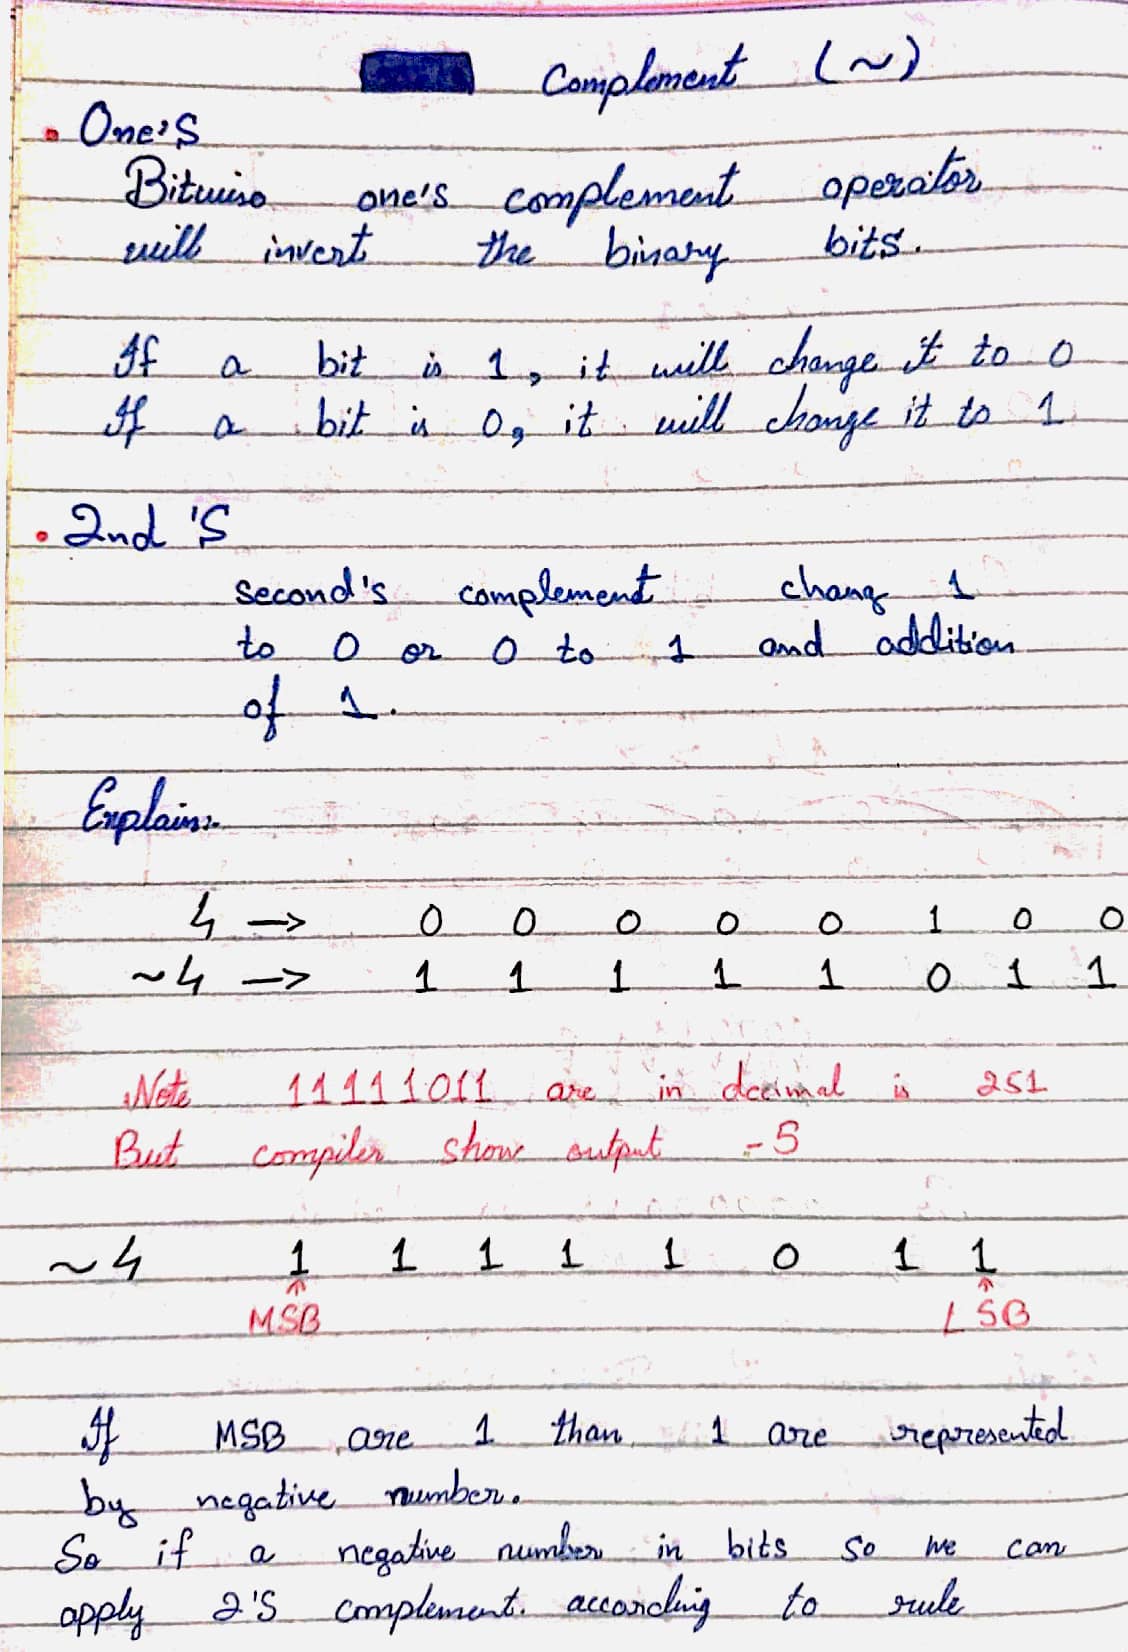 Complement (~)
• One's
Bitwise one's complement operator
will invert the binary bits.
If a bit is 1, it will change it to 0
If a bit is 0, it will change it to 1
• 2nd 'S
second's complement chang 1
to 0 or 0 to 1 and addition
of 1.
Explain:-
4 → 0 0 0 0 0 1 0 0
~4 → 1 1 1 1 1 0 1 1
Note 11111011 are in decimal is 251
But compiler show output -5
~4 1 1 1 1 1 0 1 1
MSB LSB
If MSB are 1 than 1 are represented
by negative number.
So if a negative number in bits so we can
apply 2'S complement. according to rule